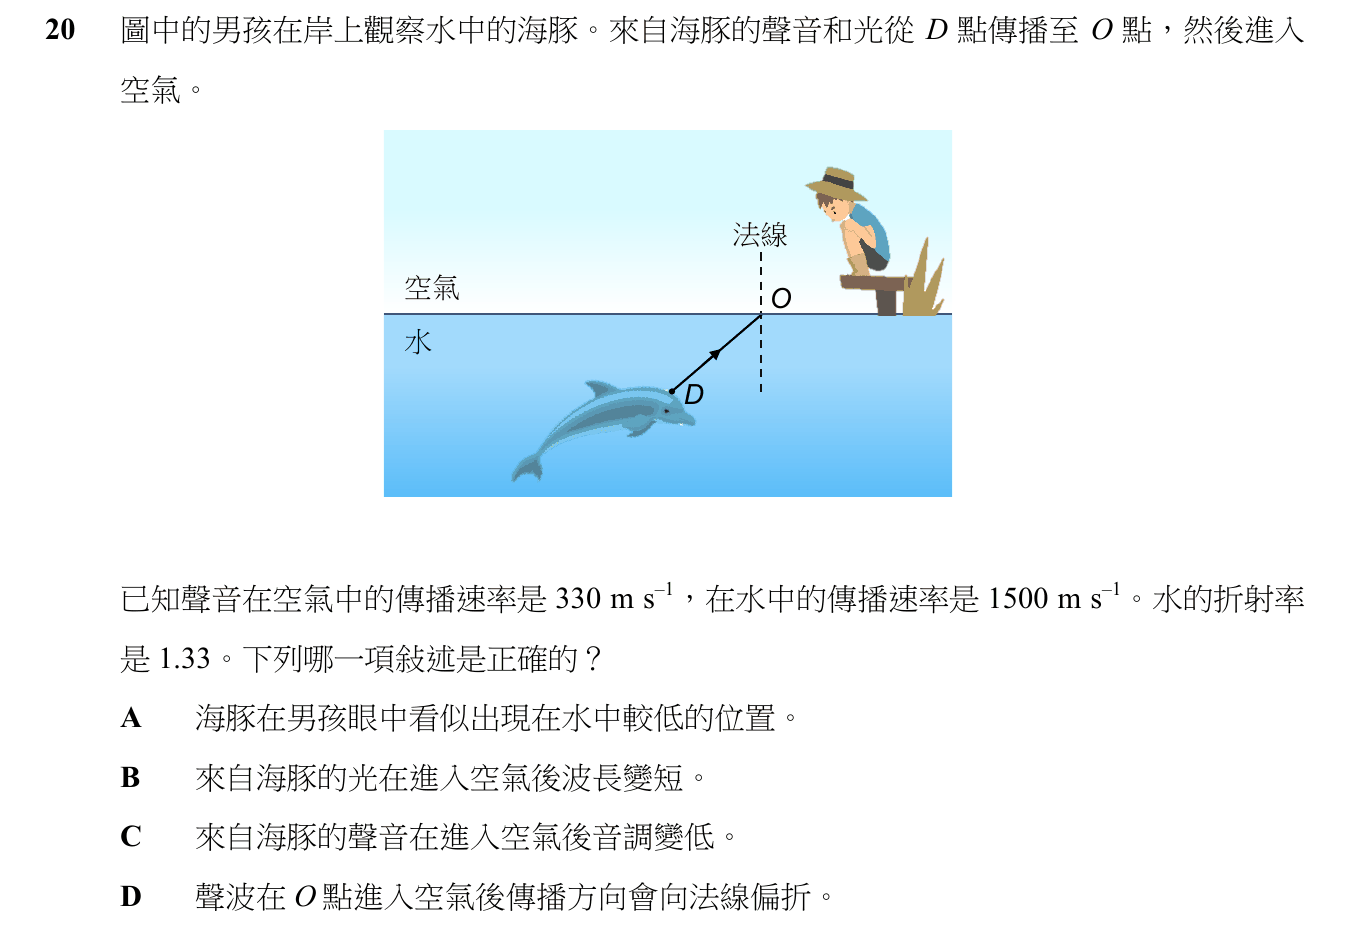 20 圖中的男孩在岸上觀察水中的海豚。來自海豚的聲音和光從 D 點傳播至 O 點，然後進入
空氣。
法線
空氣
O
水
D
已知聲音在空氣中的傳播速率是 330 m s⁻¹，在水中的傳播速率是 1500 m s⁻¹。水的折射率
是 1.33。下列哪一項敍述是正確的？
A 海豚在男孩眼中看似出現在水中較低的位置。
B 來自海豚的光在進入空氣後波長變短。
C 來自海豚的聲音在進入空氣後音調變低。
D 聲波在 O 點進入空氣後傳播方向會向法線偏折。